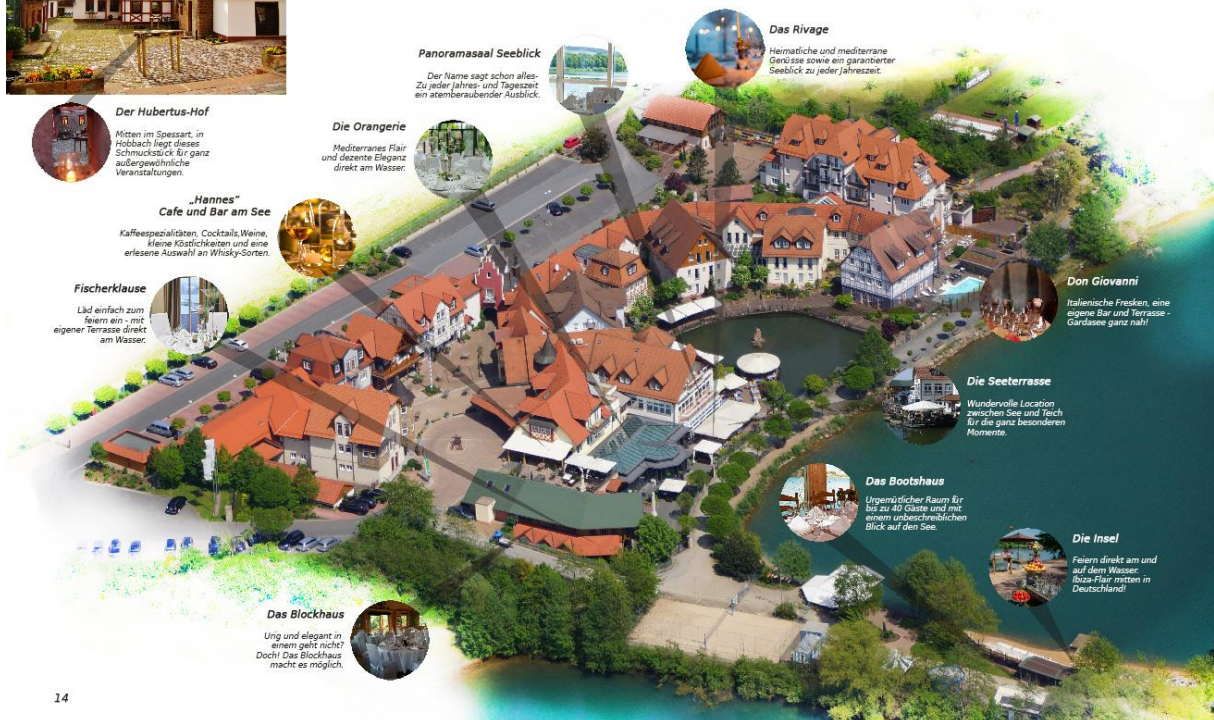 Das Rivage
Heimatliche und mediterrane
Genüsse sowie ein garantierter
Seeblick zu jeder Jahreszeit.
Panoramasaal Seeblick
Der Name sagt schon alles-
Zu jeder Jahres- und Tageszeit
ein atemberaubender Ausblick.
Der Hubertus-Hof
Mitten im Spessart, in
Hobbach liegt dieses
Schmuckstück für ganz
außergewöhnliche
Veranstaltungen.
Die Orangerie
Mediterranes Flair
und dezente Eleganz
direkt am Wasser.
„Hannes"
Cafe und Bar am See
Kaffeespezialitäten, Cocktails,Weine,
kleine Köstlichkeiten und eine
erlesene Auswahl an Whisky-Sorten.
Fischerklause
Läd einfach zum
feiern ein - mit
eigener Terrasse direkt
am Wasser.
Don Giovanni
Italienische Fresken, eine
eigene Bar und Terrasse -
Gardasee ganz nah!
Die Seeterrasse
Wundervolle Location
zwischen See und Teich
für die ganz besonderen
Momente.
Das Bootshaus
Urgemütlicher Raum für
bis zu 40 Gäste und mit
einem unbeschreiblichen
Blick auf den See.
Die Insel
Feiern direkt am und
auf dem Wasser.
Ibiza-Flair mitten in
Deutschland!
Das Blockhaus
Urig und elegant in
einem geht nicht?
Doch! Das Blockhaus
macht es möglich.
14